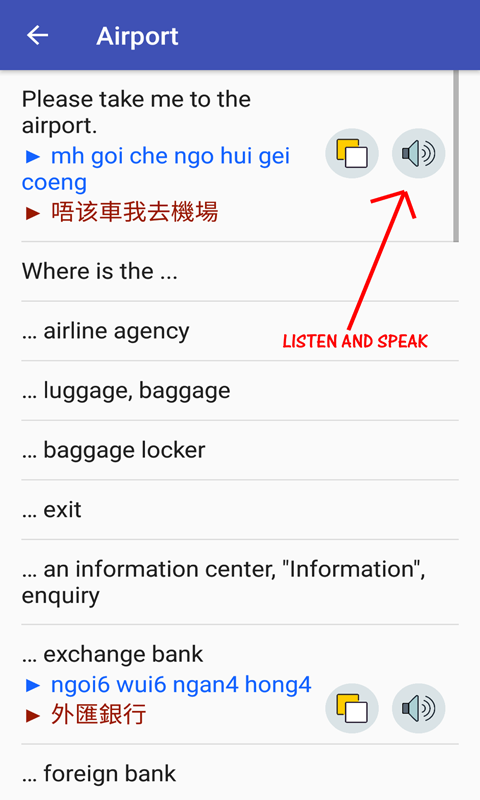 Airport
Please take me to the
airport.
► mh goi che ngo hui gei
coeng
► 唔该車我去機場
Where is the ...
... airline agency
LISTEN AND SPEAK
... luggage, baggage
... baggage locker
... exit
... an information center, "Information",
enquiry
... exchange bank
► ngoi6 wui6 ngan4 hong4
► 外匯銀行
... foreign bank